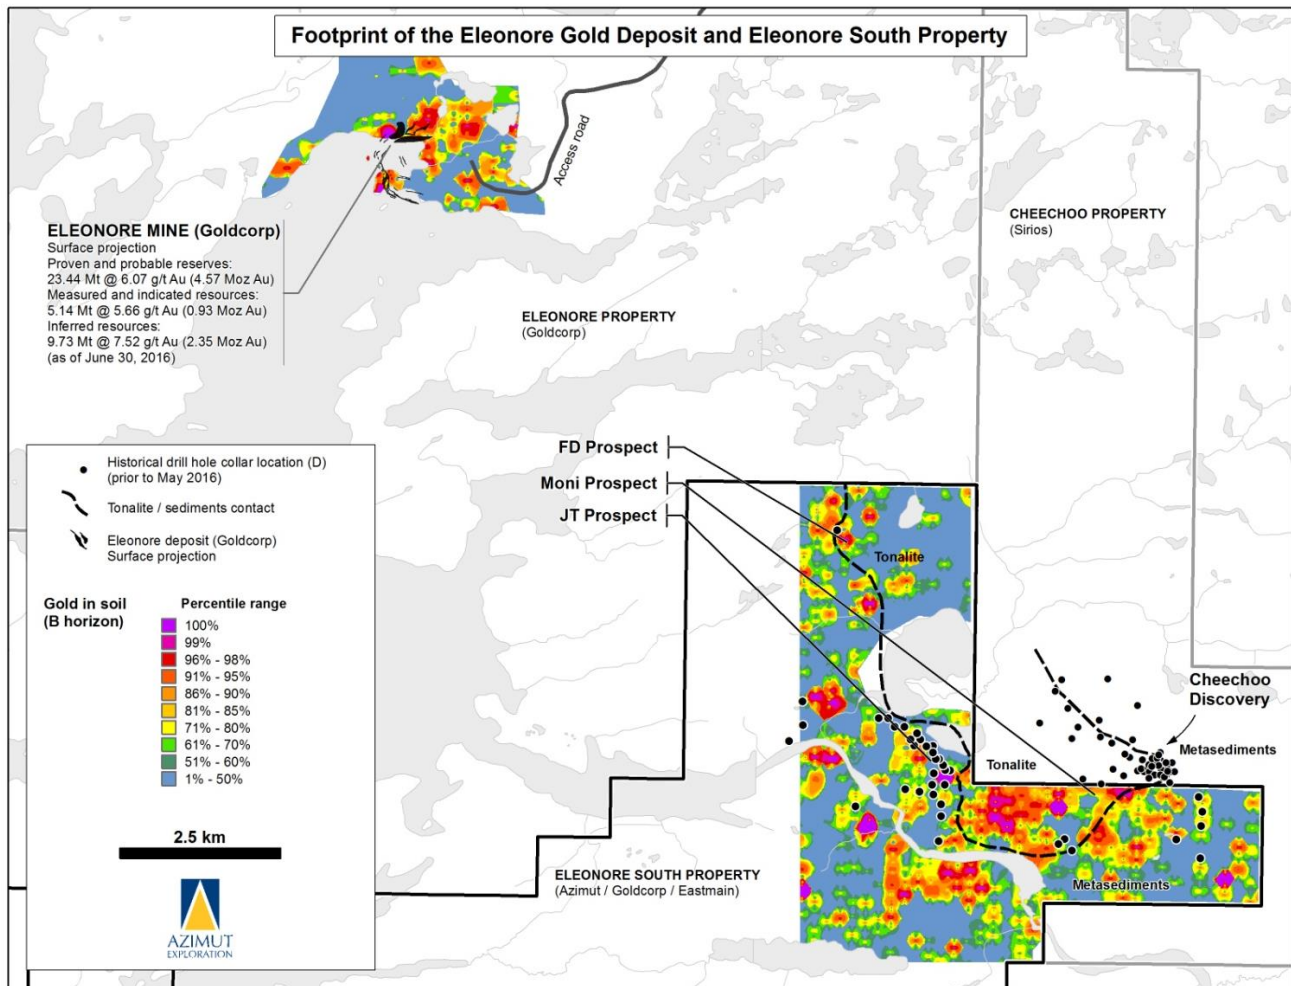 Footprint of the Eleonore Gold Deposit and Eleonore South Property
Access road
ELEONORE MINE (Goldcorp)
Surface projection
Proven and probable reserves:
23.44 Mt @ 6.07 g/t Au (4.57 Moz Au)
Measured and indicated resources:
5.14 Mt @ 5.66 g/t Au (0.93 Moz Au)
Inferred resources:
9.73 Mt @ 7.52 g/t Au (2.35 Moz Au)
(as of June 30, 2016)
CHEECHOO PROPERTY
(Sirios)
ELEONORE PROPERTY
(Goldcorp)
FD Prospect
Moni Prospect
JT Prospect
Tonalite
Cheechoo
Discovery
Metasediments
Tonalite
ELEONORE SOUTH PROPERTY
(Azimut / Goldcorp / Eastmain)
Metasediments
Historical drill hole collar location (D)
(prior to May 2016)
Tonalite / sediments contact
Eleonore deposit (Goldcorp)
Surface projection
Gold in soil
(B horizon)
Percentile range
100%
99%
96% - 98%
91% - 95%
86% - 90%
81% - 85%
71% - 80%
61% - 70%
51% - 60%
1% - 50%
2.5 km
AZIMUT
EXPLORATION